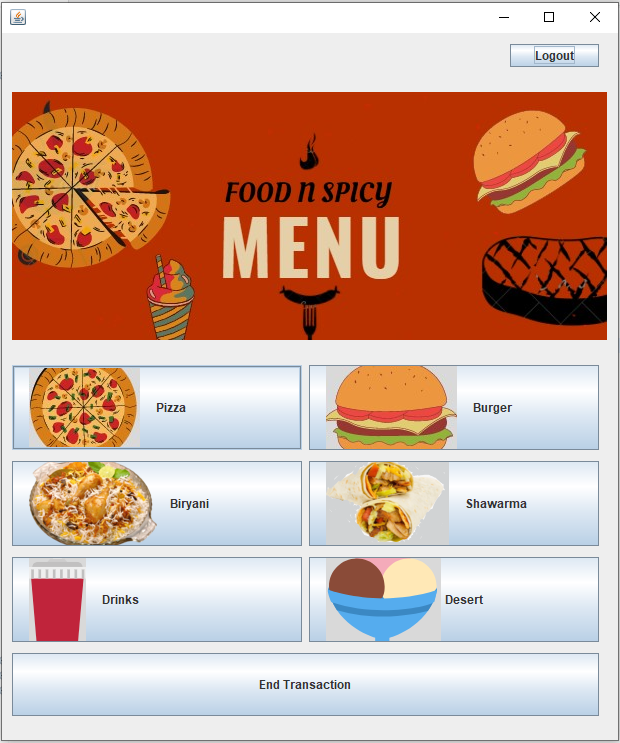 Logout
FOOD N SPICY
MENU
Pizza
Burger
Biryani
Shawarma
Drinks
Desert
End Transaction